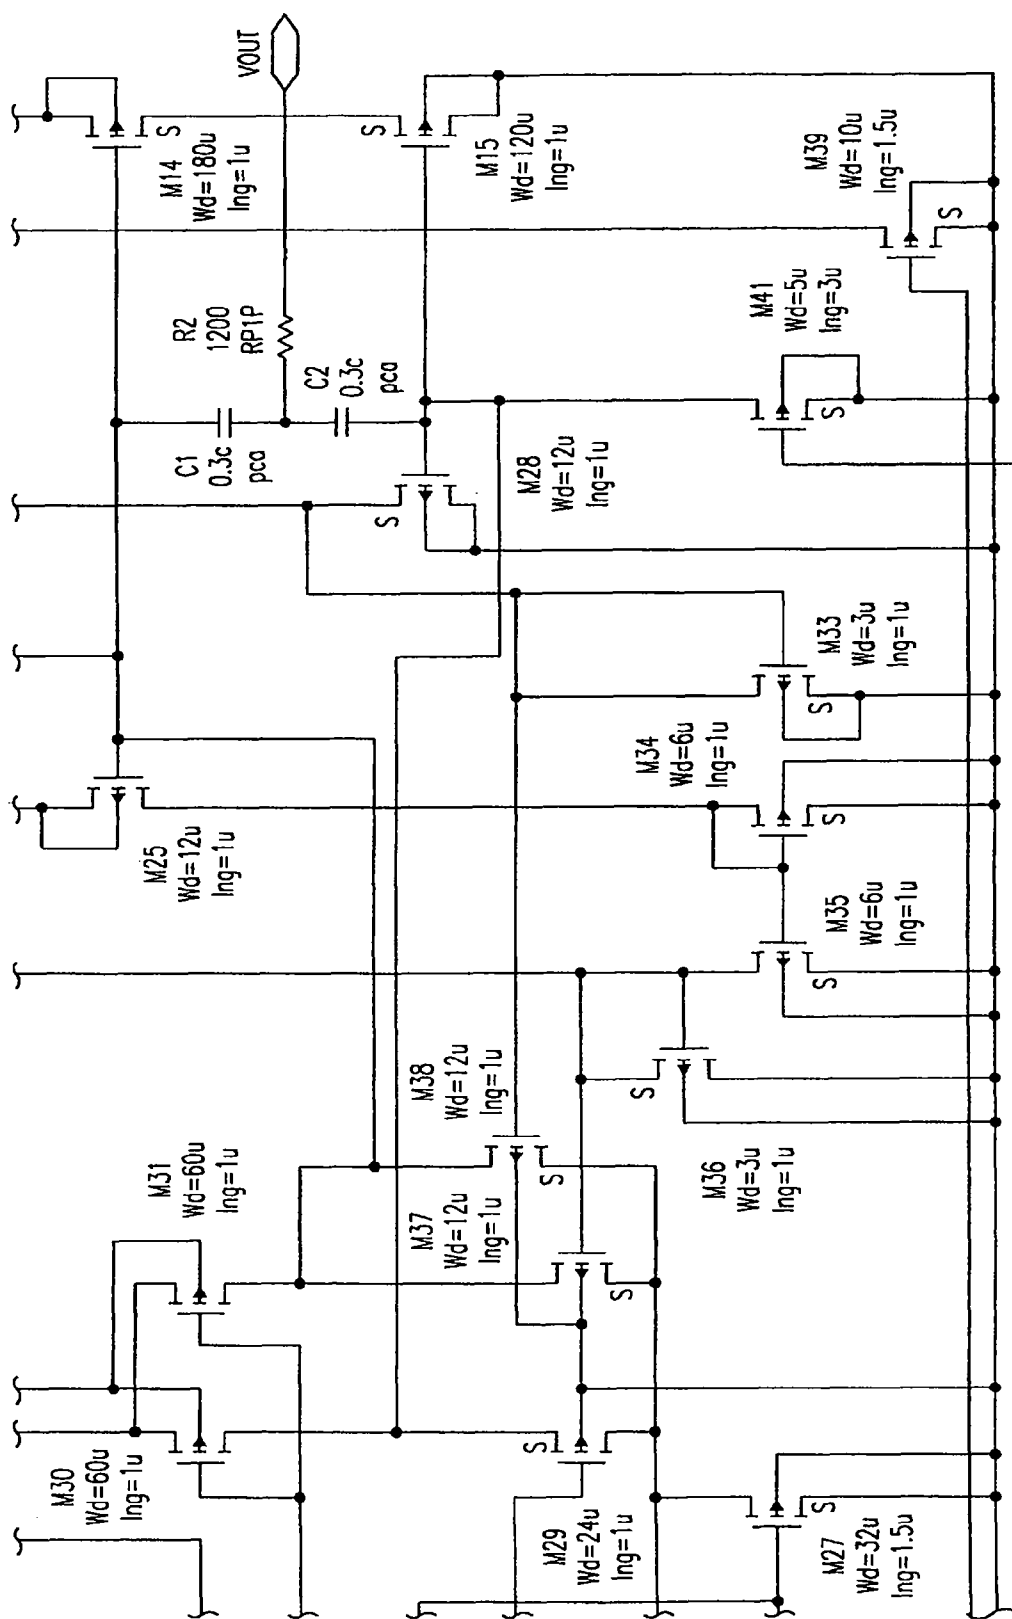 M30
Wd=60u
lng=1u
M31
Wd=60u
lng=1u
M25
Wd=12u
lng=1u
C1
0.3c
pca
R2
1200
RP1P
S
M14
Wd=180u
lng=1u
VOUT
C2
0.3c
pca
S
S
M37
Wd=12u
lng=1u
M38
Wd=12u
lng=1u
M28
Wd=12u
lng=1u
M15
Wd=120u
lng=1u
S
S
S
M29
Wd=24u
lng=1u
S
M34
Wd=6u
lng=1u
M36
Wd=3u
lng=1u
M41
Wd=5u
lng=3u
S
M27
Wd=32u
lng=1.5u
S
M35
Wd=6u
lng=1u
S
S
M33
Wd=3u
lng=1u
S
M39
Wd=10u
lng=1.5u
S